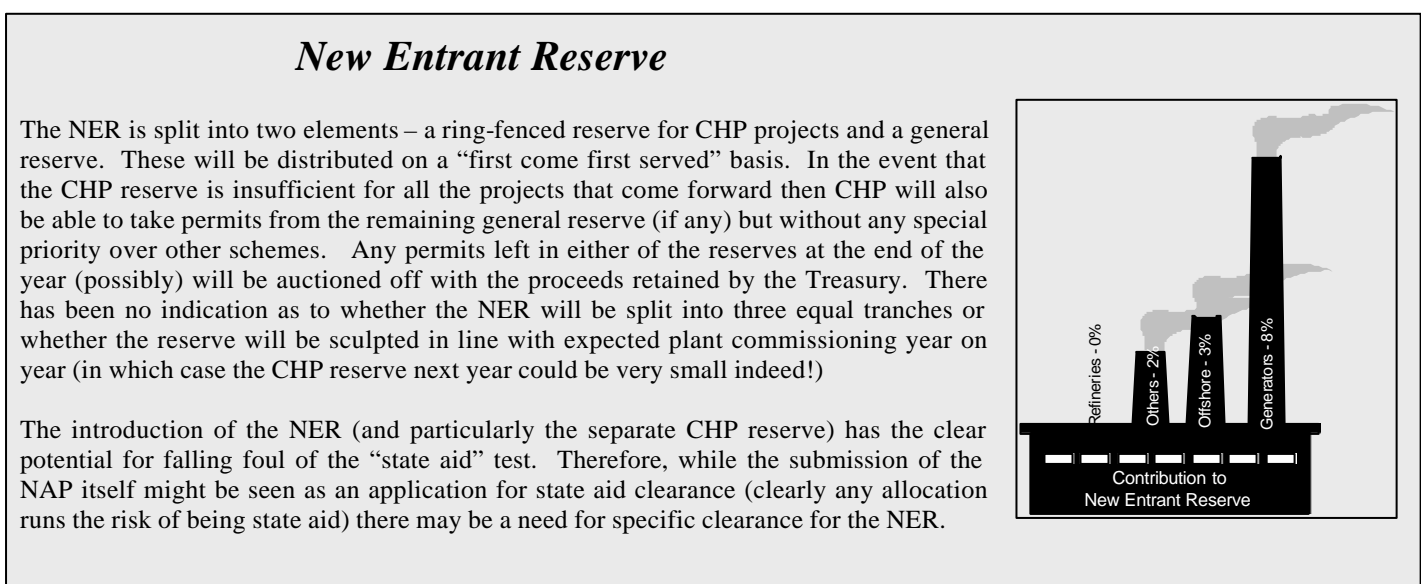 New Entrant Reserve
The NER is split into two elements – a ring-fenced reserve for CHP projects and a general
reserve. These will be distributed on a “first come first served” basis. In the event that
the CHP reserve is insufficient for all the projects that come forward then CHP will also
be able to take permits from the remaining general reserve (if any) but without any special
priority over other schemes. Any permits left in either of the reserves at the end of the
year (possibly) will be auctioned off with the proceeds retained by the Treasury. There
has been no indication as to whether the NER will be split into three equal tranches or
whether the reserve will be sculpted in line with expected plant commissioning year on
year (in which case the CHP reserve next year could be very small indeed!)
The introduction of the NER (and particularly the separate CHP reserve) has the clear
potential for falling foul of the “state aid” test. Therefore, while the submission of the
NAP itself might be seen as an application for state aid clearance (clearly any allocation
runs the risk of being state aid) there may be a need for specific clearance for the NER.
Refineries - 0%
Others - 2%
Offshore - 3%
Generators - 8%
Contribution to
New Entrant Reserve